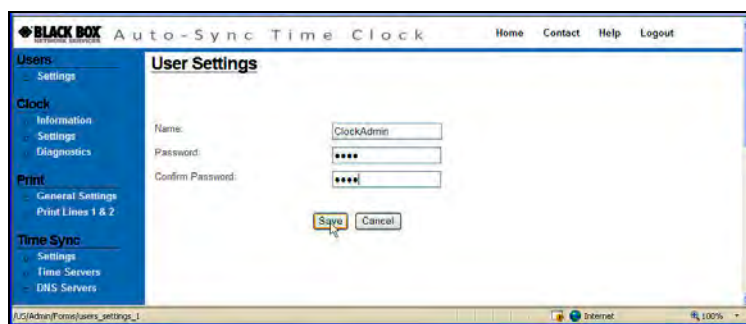 BLACK BOX Auto-Sync Time Clock Home Contact Help Logout
NETWORK SERVICES
Users
Settings
Clock
Information
Settings
Diagnostics
Print
General Settings
Print Lines 1 & 2
Time Sync
Settings
Time Servers
DNS Servers
User Settings
Name: ClockAdmin
Password: ••••
Confirm Password: ••••
Save Cancel
/US/Admin/Forms/users_settings_1 Internet 100%